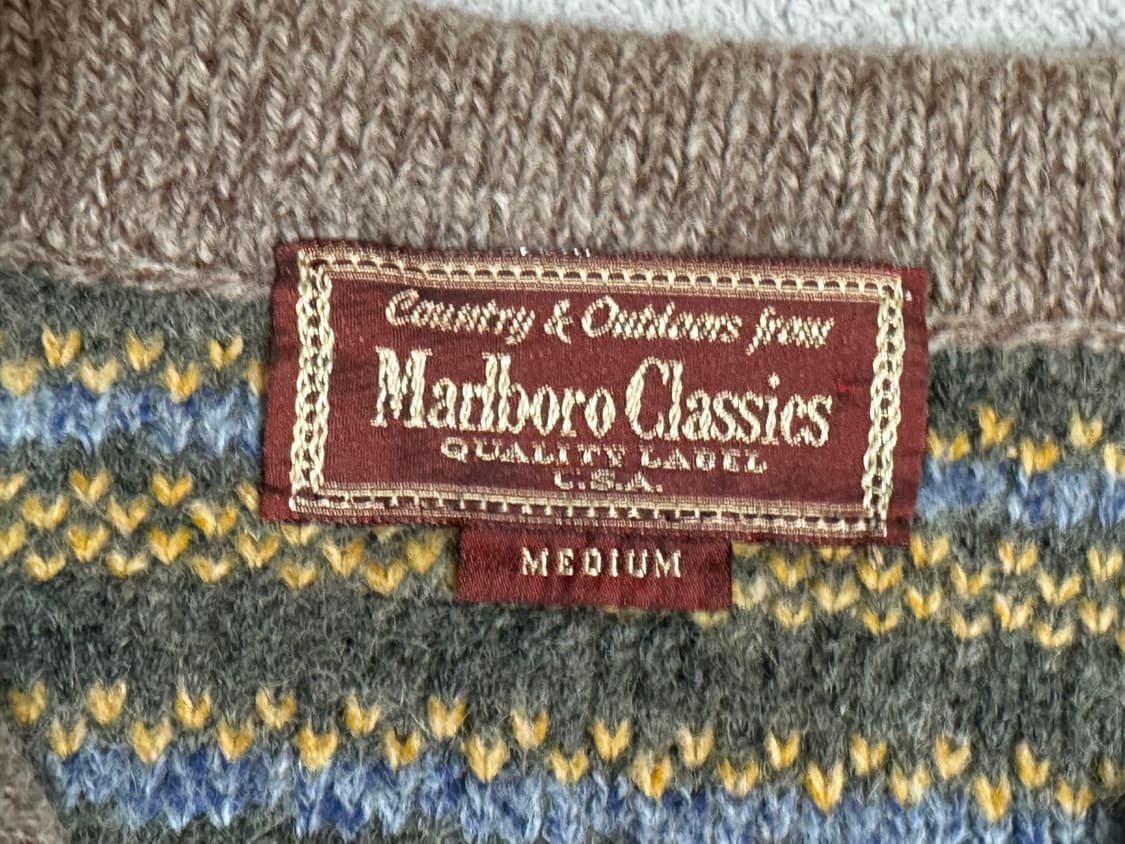 Country & Outdoors from
Marlboro Classics
QUALITY LABEL
U.S.A.
MEDIUM